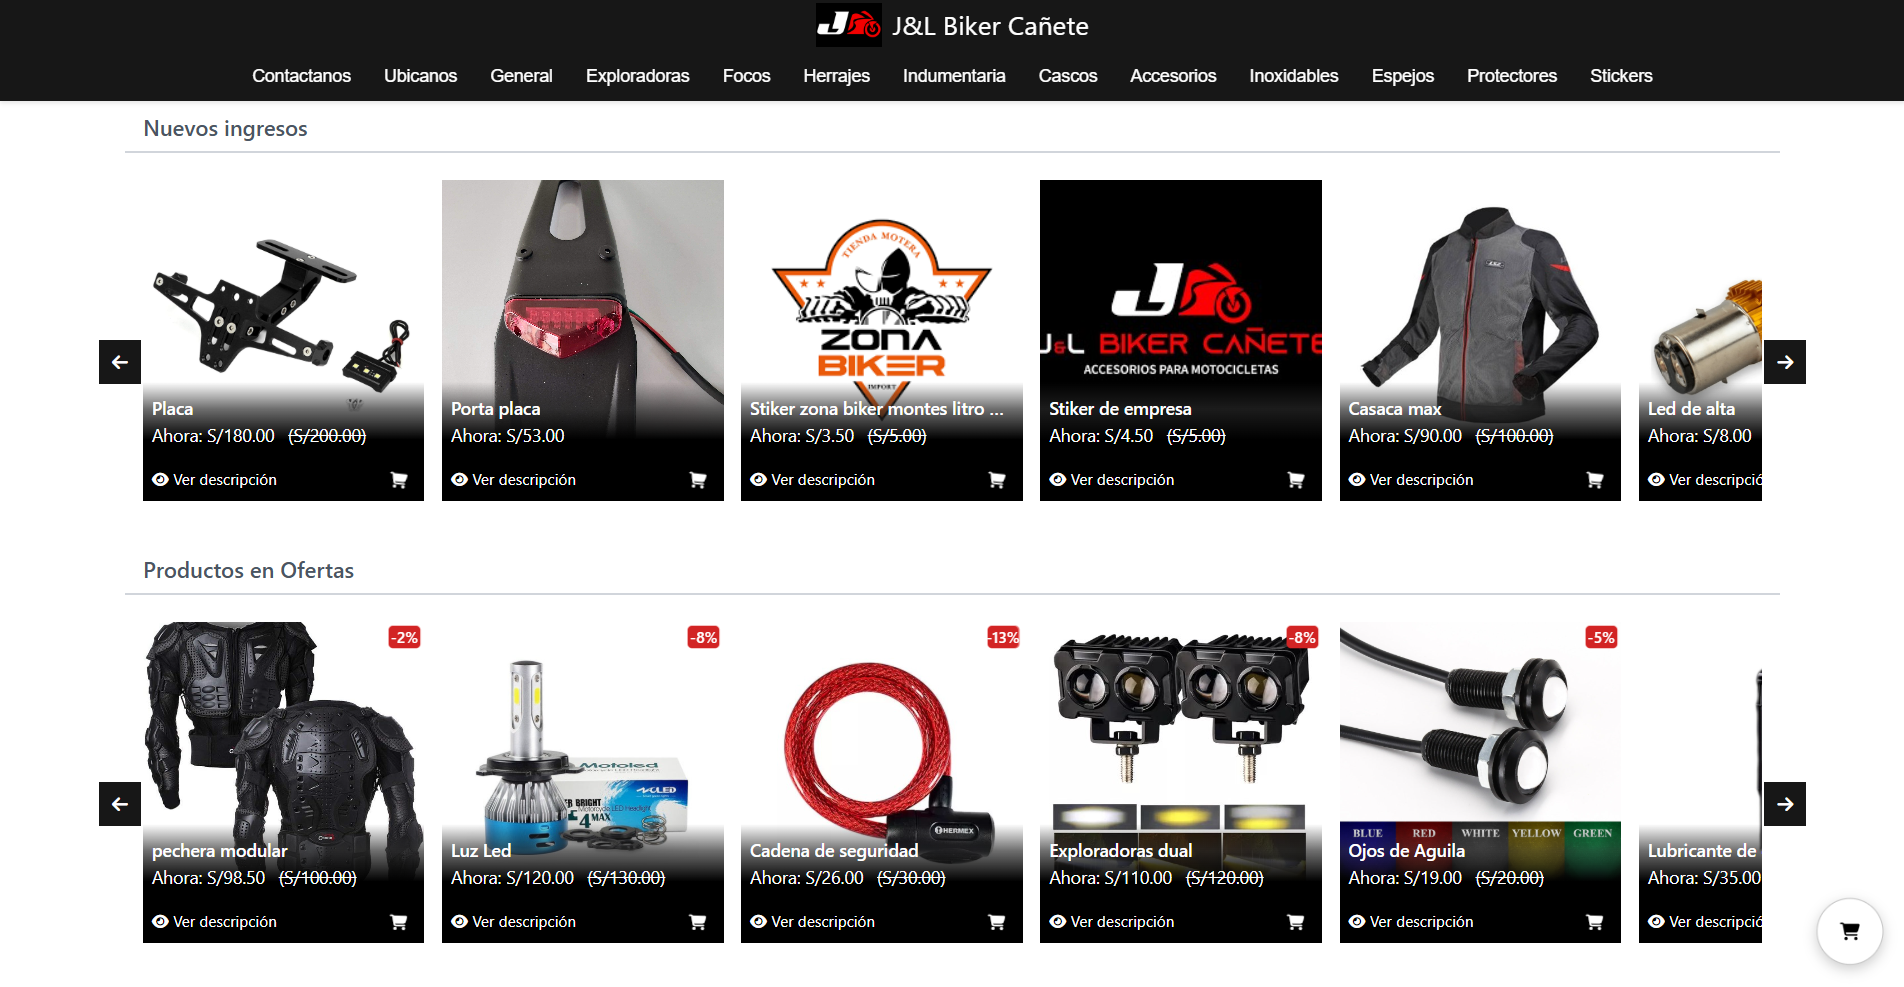 J&L Biker Cañete
Contactanos Ubicanos General Exploradoras Focos Herrajes Indumentaria Cascos Accesorios Inoxidables Espejos Protectores Stickers
Nuevos ingresos
TIENDA MOTERA
ZONA
BIKER
IMPORT
J&L BIKER CAÑETE
ACCESORIOS PARA MOTOCICLETAS
Placa
Ahora: S/180.00 (S/200.00)
Ver descripción
Porta placa
Ahora: S/53.00
Ver descripción
Stiker zona biker montes litro ...
Ahora: S/3.50 (S/5.00)
Ver descripción
Stiker de empresa
Ahora: S/4.50 (S/5.00)
Ver descripción
Casaca max
Ahora: S/90.00 (S/100.00)
Ver descripción
Led de alta
Ahora: S/8.00
Ver descripció
Productos en Ofertas
-2%
pechera modular
Ahora: S/98.50 (S/100.00)
Ver descripción
-8%
Motoled
Luz Led
Ahora: S/120.00 (S/130.00)
Ver descripción
-13%
HERMEX
Cadena de seguridad
Ahora: S/26.00 (S/30.00)
Ver descripción
-8%
Exploradoras dual
Ahora: S/110.00 (S/120.00)
Ver descripción
-5%
BLUE RED WHITE YELLOW GREEN
Ojos de Aguila
Ahora: S/19.00 (S/20.00)
Ver descripción
Lubricante de
Ahora: S/35.00
Ver descripció